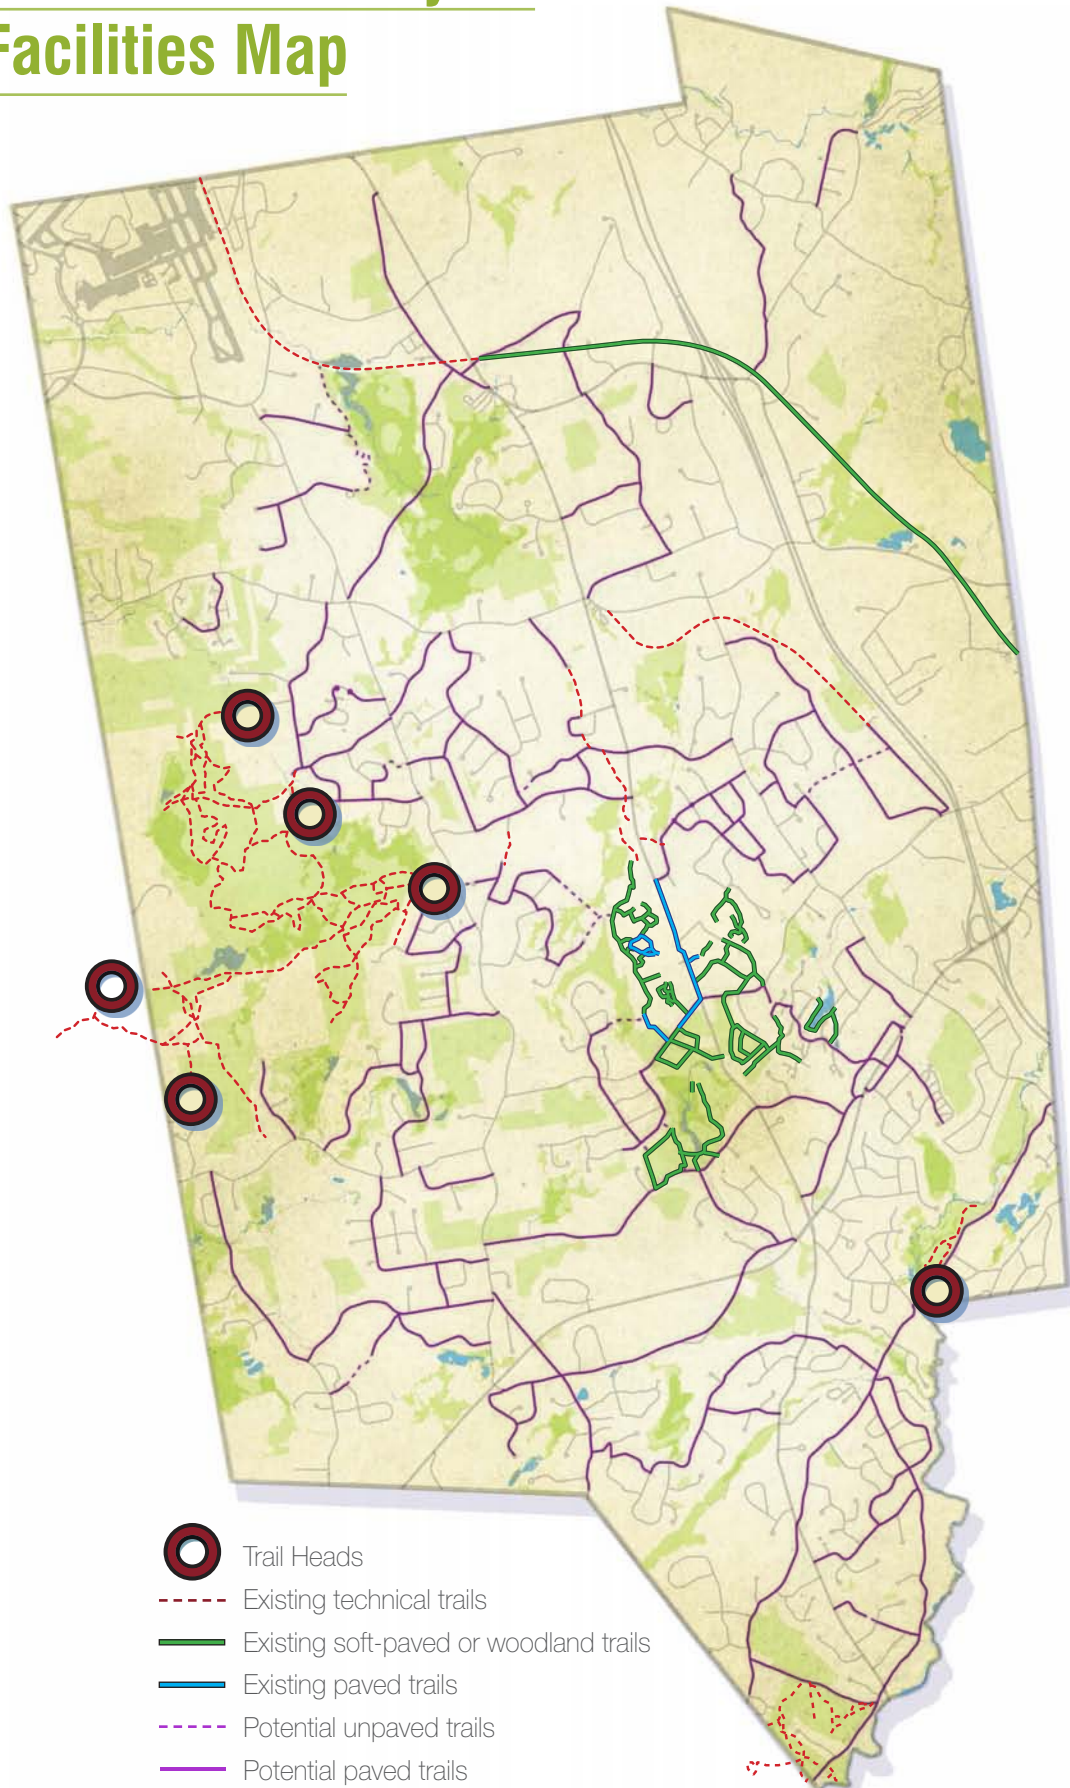 Facilities Map
Trail Heads
Existing technical trails
Existing soft-paved or woodland trails
Existing paved trails
Potential unpaved trails
Potential paved trails